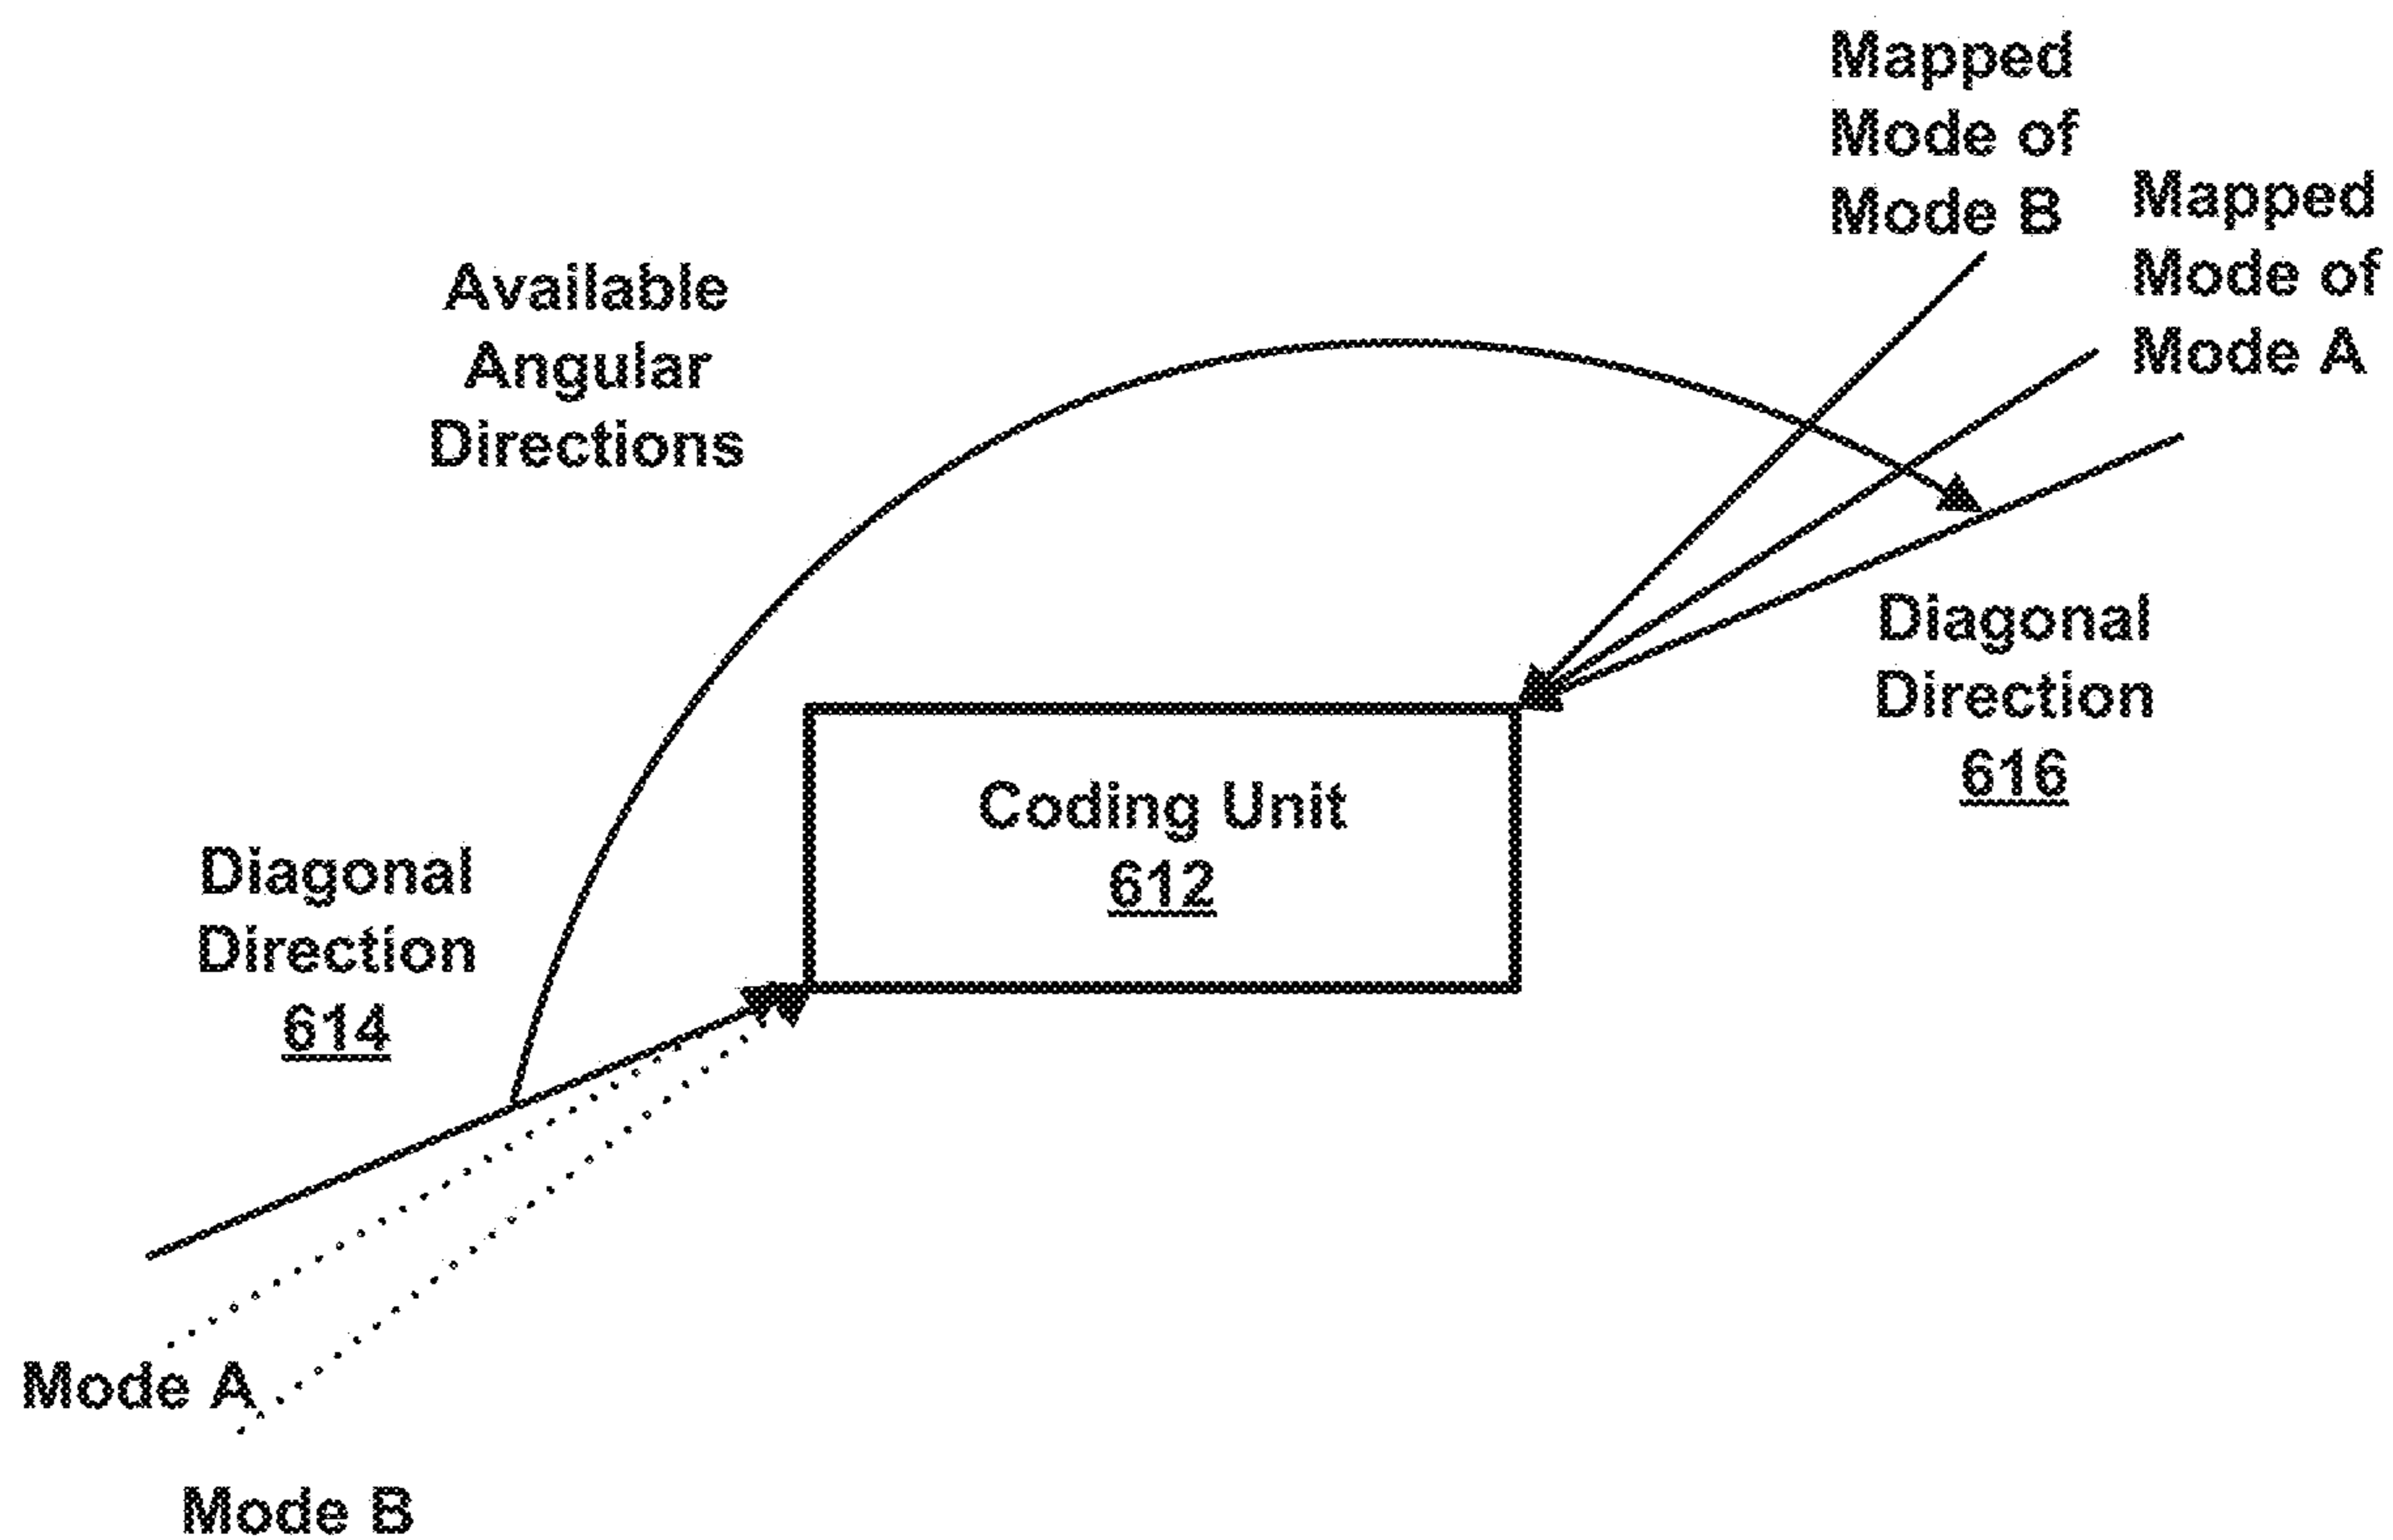 Mapped
Mode of
Mode B
Mapped
Mode of
Mode A
Available
Angular
Directions
Diagonal
Direction
616
Coding Unit
612
Diagonal
Direction
614
Mode A
Mode B